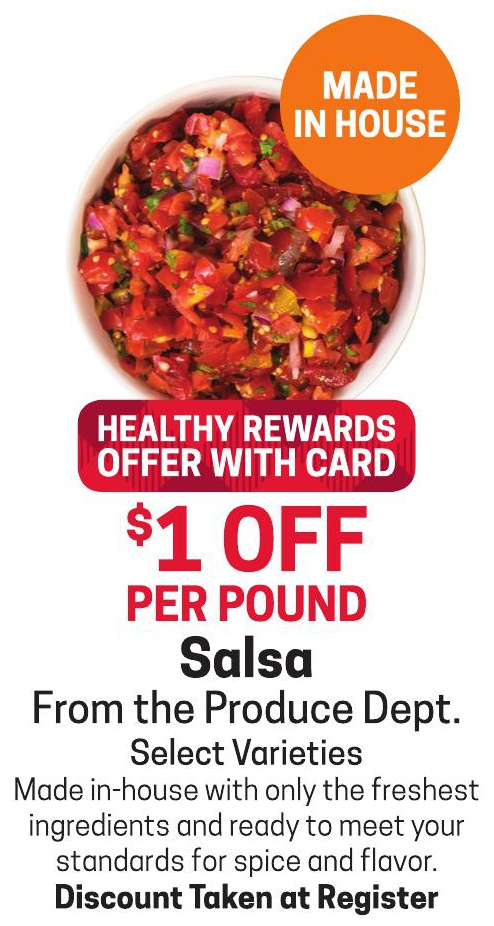 MADE
IN HOUSE
HEALTHY REWARDS
OFFER WITH CARD
$1 OFF
PER POUND
Salsa
From the Produce Dept.
Select Varieties
Made in-house with only the freshest
ingredients and ready to meet your
standards for spice and flavor.
Discount Taken at Register